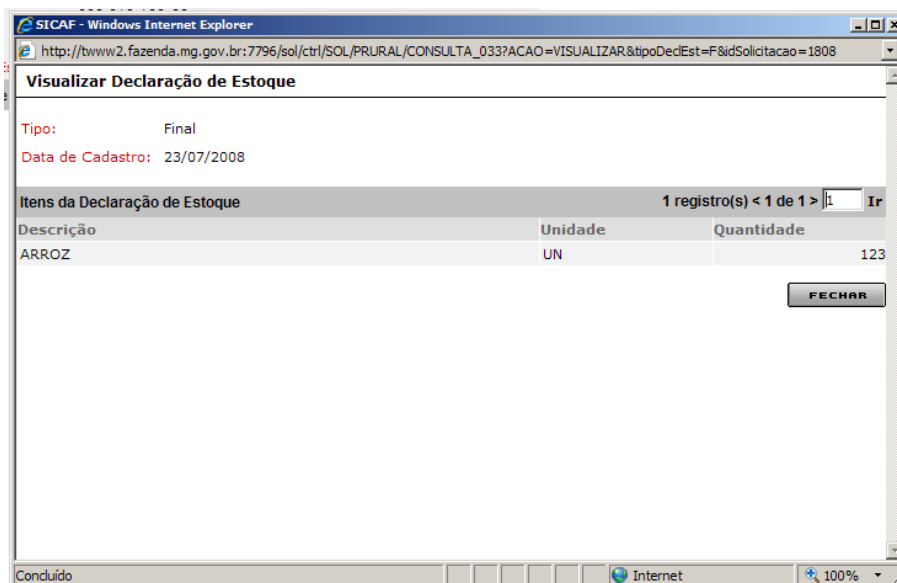 SICAF - Windows Internet Explorer
http://twww2.fazenda.mg.gov.br:7796/sol/ctrl/SOL/PRURAL/CONSULTA_033?ACAO=VISUALIZAR&tipoDeclEst=F&idSolicitacao=1808
Visualizar Declaração de Estoque
Tipo: Final
Data de Cadastro: 23/07/2008
Itens da Declaração de Estoque 1 registro(s) < 1 de 1 > 1 Ir
Descrição Unidade Quantidade
ARROZ UN 123
FECHAR
Concluído Internet 100%